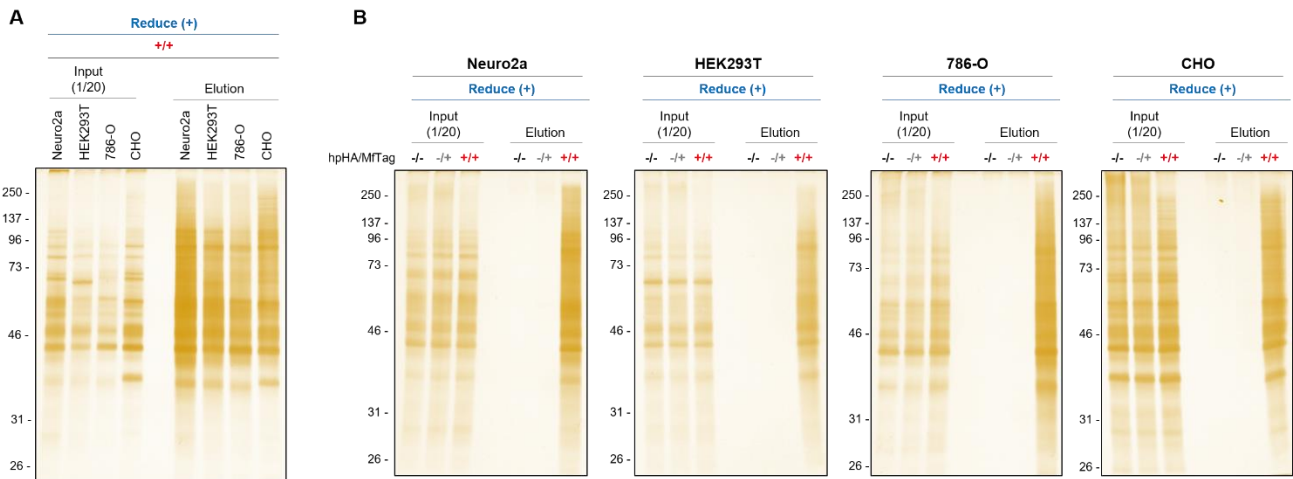 A
Reduce (+)
+/+
Input
(1/20)
Elution
Neuro2a
HEK293T
786-O
CHO
Neuro2a
HEK293T
786-O
CHO
250 -
137 -
96 -
73 -
46 -
31 -
26 -
B
Neuro2a
Reduce (+)
Input
(1/20)
Elution
hpHA/MfTag -/- -/+ +/+ -/- -/+ +/+
250 -
137 -
96 -
73 -
46 -
31 -
26 -
HEK293T
Reduce (+)
Input
(1/20)
Elution
-/- -/+ +/+ -/- -/+ +/+
250 -
137 -
96 -
73 -
46 -
31 -
26 -
786-O
Reduce (+)
Input
(1/20)
Elution
-/- -/+ +/+ -/- -/+ +/+
250 -
137 -
96 -
73 -
46 -
31 -
26 -
CHO
Reduce (+)
Input
(1/20)
Elution
-/- -/+ +/+ -/- -/+ +/+
250 -
137 -
96 -
73 -
46 -
31 -
26 -